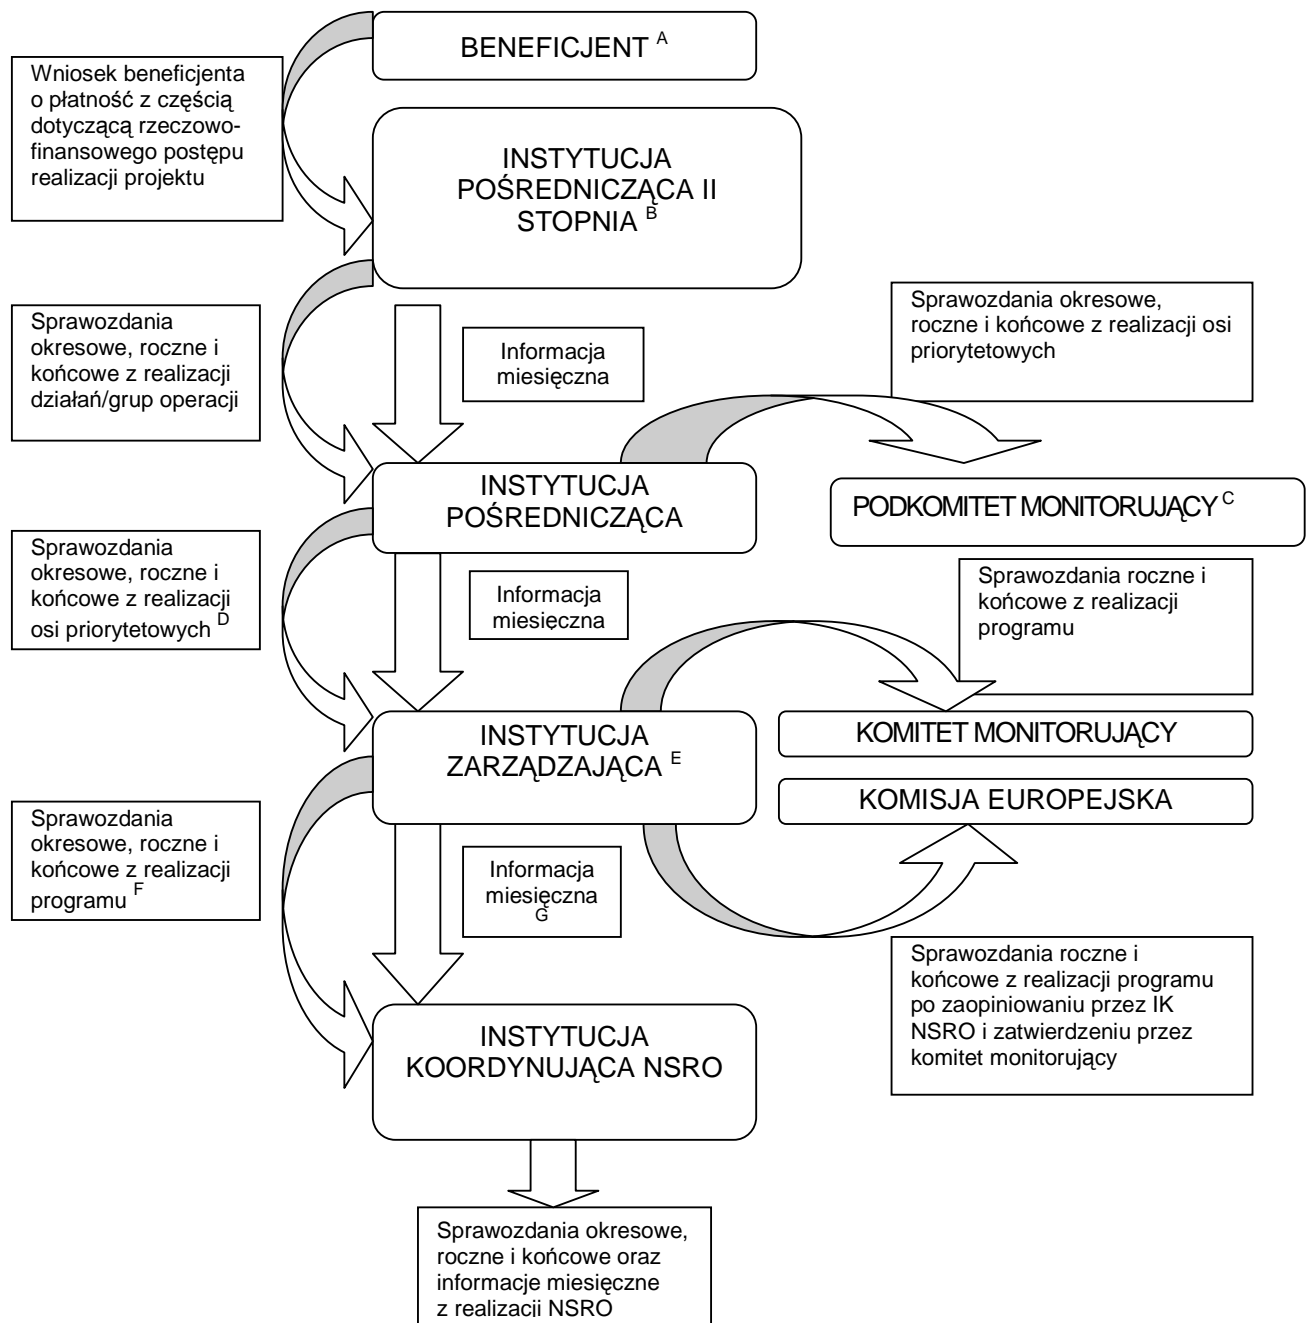 BENEFICJENT A
Wniosek beneficjenta
o płatność z częścią
dotyczącą rzeczowo-
finansowego postępu
realizacji projektu
INSTYTUCJA
POŚREDNICZĄCA II
STOPNIA B
Sprawozdania
okresowe, roczne i
końcowe z realizacji
działań/grup operacji
Informacja
miesięczna
Sprawozdania okresowe,
roczne i końcowe z realizacji osi
priorytetowych
INSTYTUCJA
POŚREDNICZĄCA
PODKOMITET MONITORUJĄCY C
Sprawozdania
okresowe, roczne i
końcowe z realizacji
osi priorytetowych D
Informacja
miesięczna
Sprawozdania roczne i
końcowe z realizacji
programu
INSTYTUCJA
ZARZĄDZAJĄCA E
KOMITET MONITORUJĄCY
KOMISJA EUROPEJSKA
Sprawozdania
okresowe, roczne i
końcowe z realizacji
programu F
Informacja
miesięczna
G
Sprawozdania roczne i
końcowe z realizacji programu
po zaopiniowaniu przez IK
NSRO i zatwierdzeniu przez
komitet monitorujący
INSTYTUCJA
KOORDYNUJĄCA NSRO
Sprawozdania okresowe,
roczne i końcowe oraz
informacje miesięczne
z realizacji NSRO